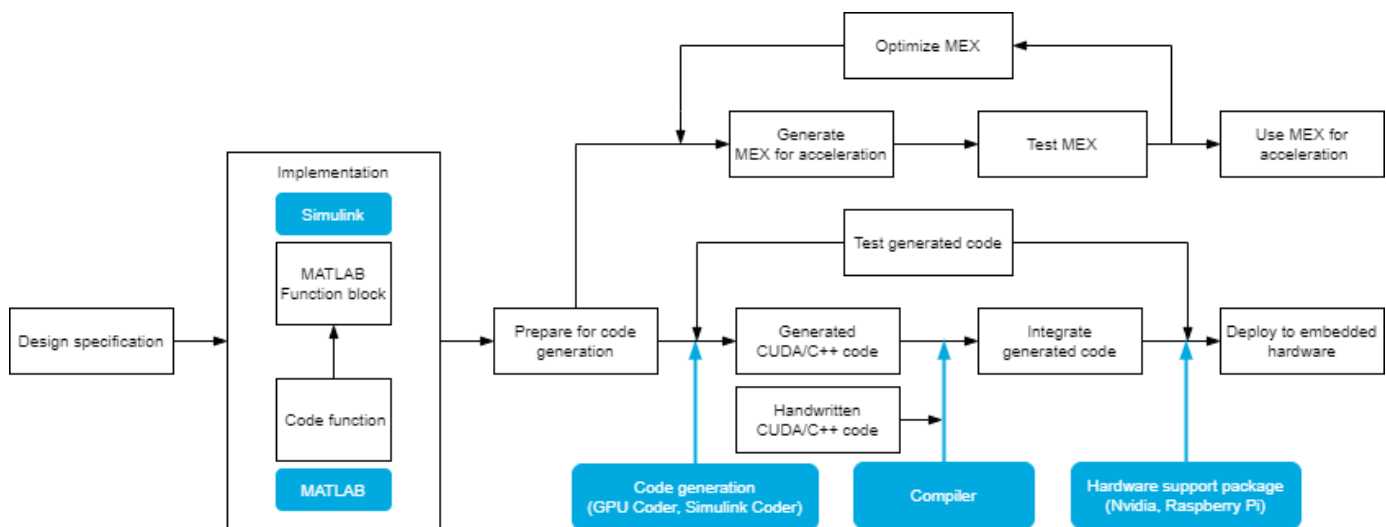 Optimize MEX
Generate
MEX for acceleration
Test MEX
Use MEX for
acceleration
Implementation
Simulink
MATLAB
Function block
Code function
MATLAB
Test generated code
Design specification
Prepare for code
generation
Generated
CUDA/C++ code
Integrate
generated code
Deploy to embedded
hardware
Handwritten
CUDA/C++ code
Code generation
(GPU Coder, Simulink Coder)
Compiler
Hardware support package
(Nvidia, Raspberry Pi)